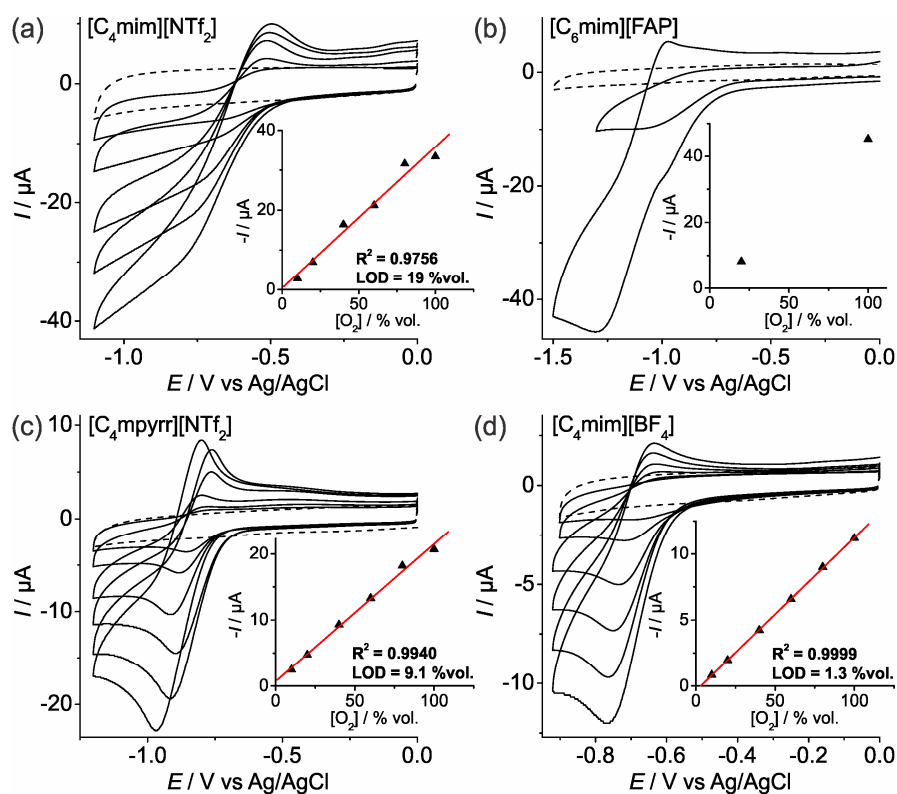 (a) [C₄mim][NTf₂]
0
-20
-40
I / µA
-1.0 -0.5 0.0
E / V vs Ag/AgCl
40
20
0
-I / µA
0 50 100
[O₂] / % vol.
R² = 0.9756
LOD = 19 %vol.
(b) [C₆mim][FAP]
0
-20
-40
I / µA
-1.5 -1.0 -0.5 0.0
E / V vs Ag/AgCl
40
20
0
-I / µA
0 50 100
[O₂] / % vol.
(c) [C₄mpyrr][NTf₂]
10
0
-10
-20
I / µA
-1.0 -0.5 0.0
E / V vs Ag/AgCl
20
10
0
-I / µA
0 50 100
[O₂] / % vol.
R² = 0.9940
LOD = 9.1 %vol.
(d) [C₄mim][BF₄]
0
-5
-10
I / µA
-0.8 -0.6 -0.4 -0.2 0.0
E / V vs Ag/AgCl
10
5
0
-I / µA
0 50 100
[O₂] / % vol.
R² = 0.9999
LOD = 1.3 %vol.